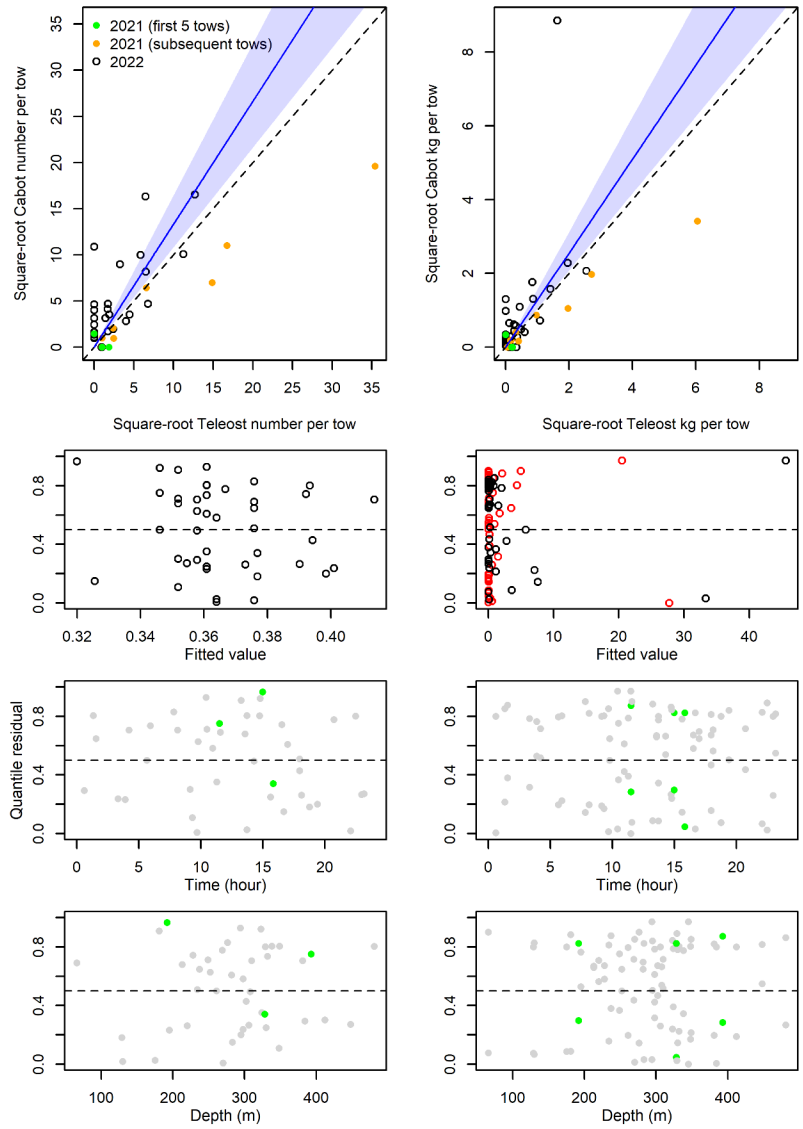 2021 (first 5 tows)
2021 (subsequent tows)
2022
Square-root Cabot number per tow
0 5 10 15 20 25 30 35
0 5 10 15 20 25 30 35
Square-root Teleost number per tow
Square-root Cabot kg per tow
0 2 4 6 8
0 2 4 6 8
Square-root Teleost kg per tow
Quantile residual
0.0 0.4 0.8
0.32 0.34 0.36 0.38 0.40
Fitted value
0.0 0.4 0.8
0 10 20 30 40
Fitted value
0.0 0.4 0.8
0 5 10 15 20
Time (hour)
0.0 0.4 0.8
0 5 10 15 20
Time (hour)
0.0 0.4 0.8
100 200 300 400
Depth (m)
0.0 0.4 0.8
100 200 300 400
Depth (m)